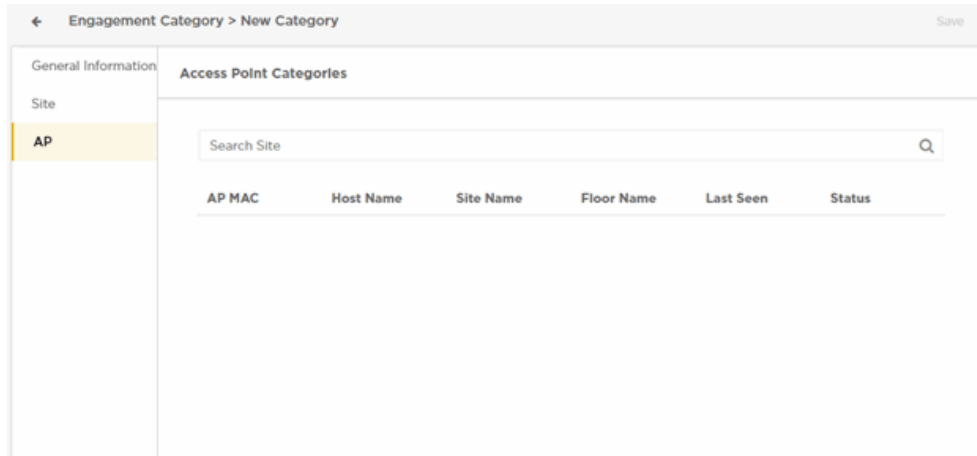 Engagement Category > New Category
Save
General Information
Site
AP
Access Point Categories
Search Site
AP MAC Host Name Site Name Floor Name Last Seen Status